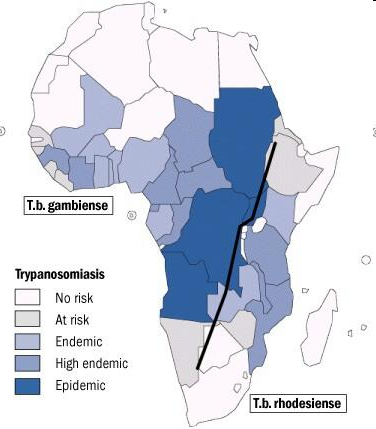 T.b. gambiense
Trypanosomiasis
No risk
At risk
Endemic
High endemic
Epidemic
T.b. rhodesiense